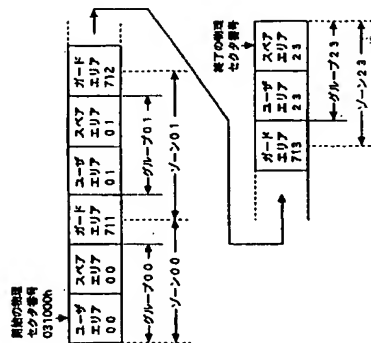 開始の物理
セクタ番号
031000h
ユーザ
エリア
00
スペア
エリア
00
ガード
エリア
711
ユーザ
エリア
01
スペア
エリア
01
ガード
エリア
712
グループ00
グループ01
ゾーン00
ゾーン01
終了の物理
セクタ番号
ガード
エリア
713
ユーザ
エリア
23
スペア
エリア
23
グループ23
ゾーン23